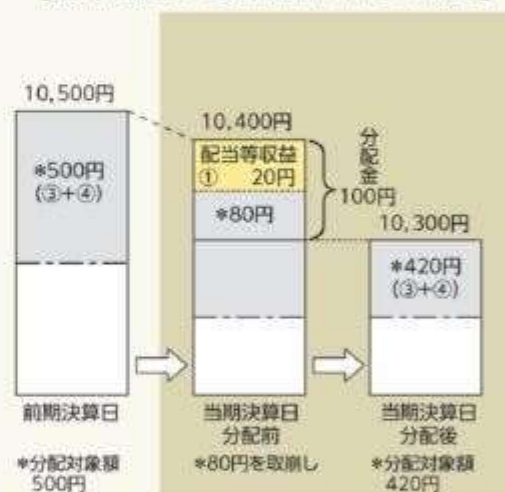 10,500円
*500円
(③+④)
前期決算日
*分配対象額
500円
10,400円
配当等収益
① 20円
*80円
分配金
100円
当期決算日
分配前
*80円を取崩し
10,300円
*420円
(③+④)
当期決算日
分配後
*分配対象額
420円